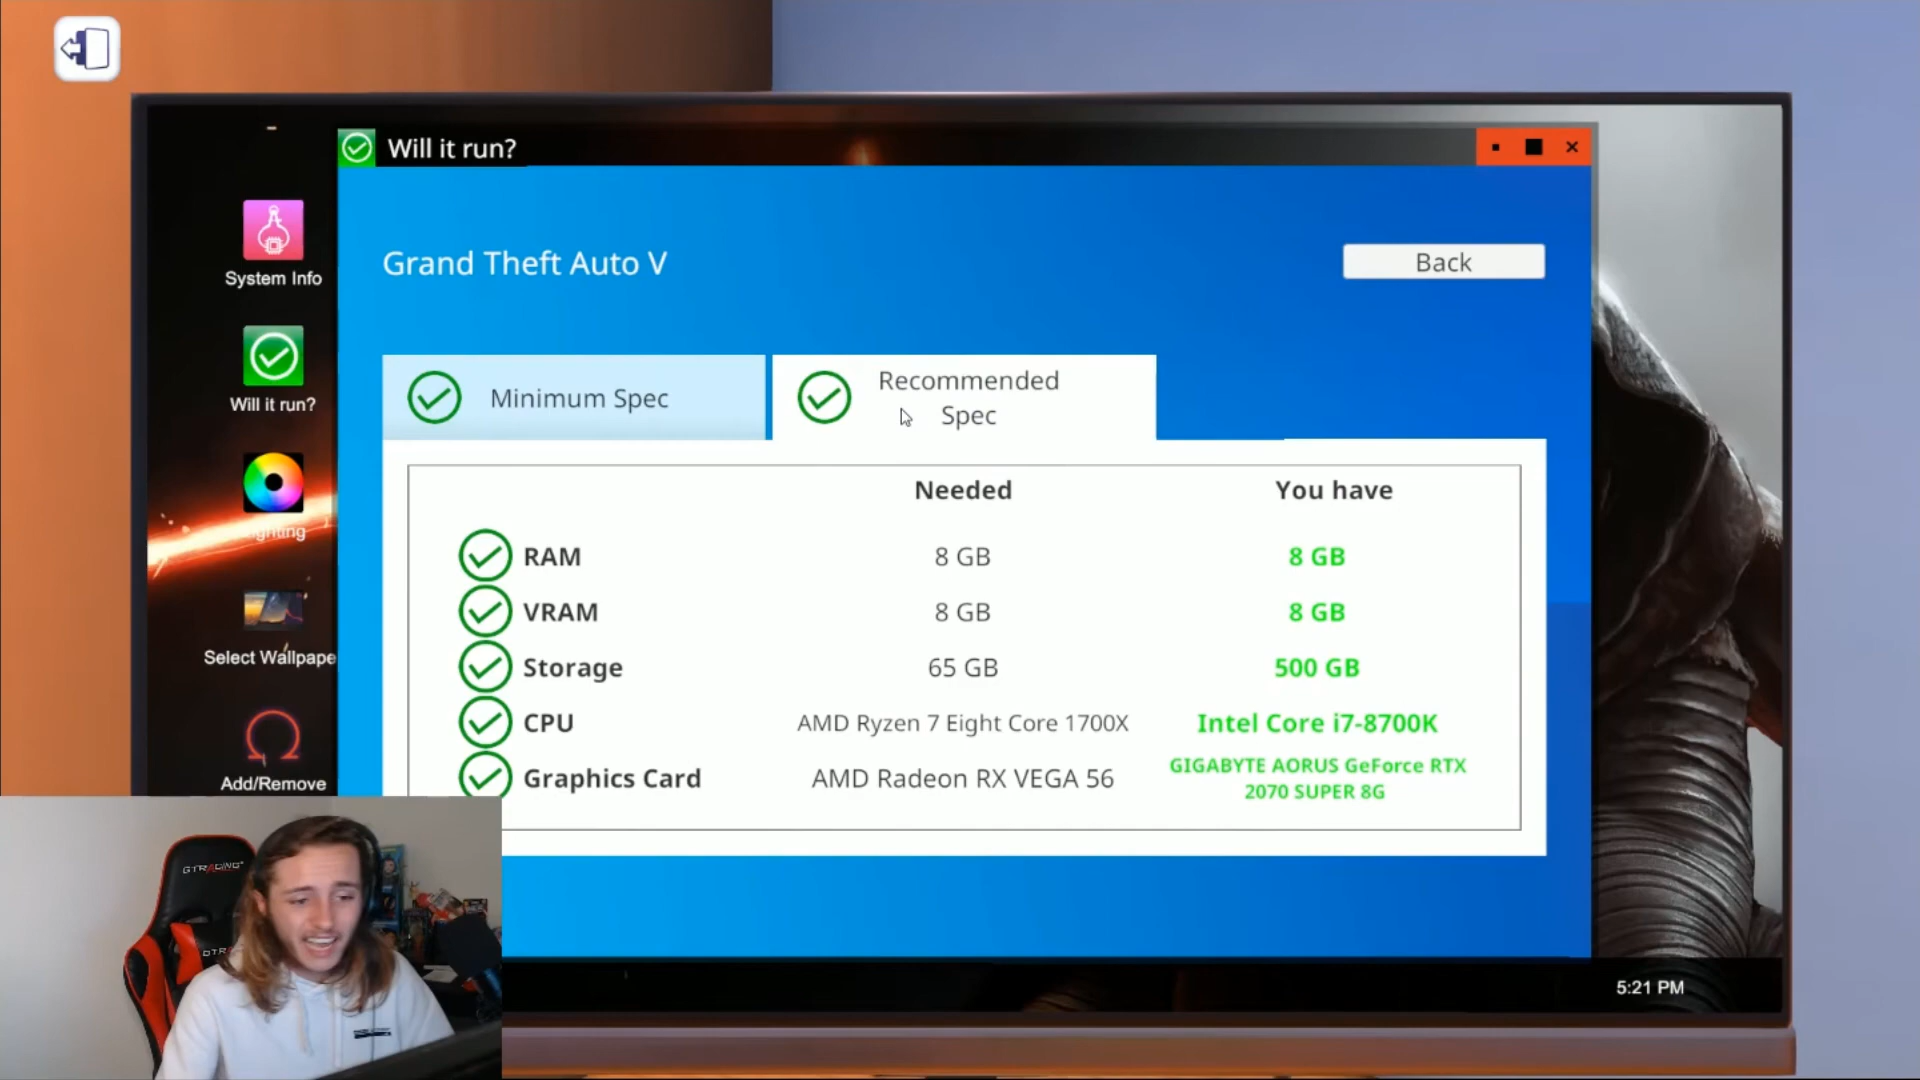 Will it run?
System Info
Will it run?
Select Wallpape
Add/Remove
Grand Theft Auto V
Back
Minimum Spec
Recommended
Spec
Needed You have
RAM 8 GB 8 GB
VRAM 8 GB 8 GB
Storage 65 GB 500 GB
CPU AMD Ryzen 7 Eight Core 1700X Intel Core i7-8700K
Graphics Card AMD Radeon RX VEGA 56 GIGABYTE AORUS GeForce RTX
2070 SUPER 8G
GTRACING
5:21 PM